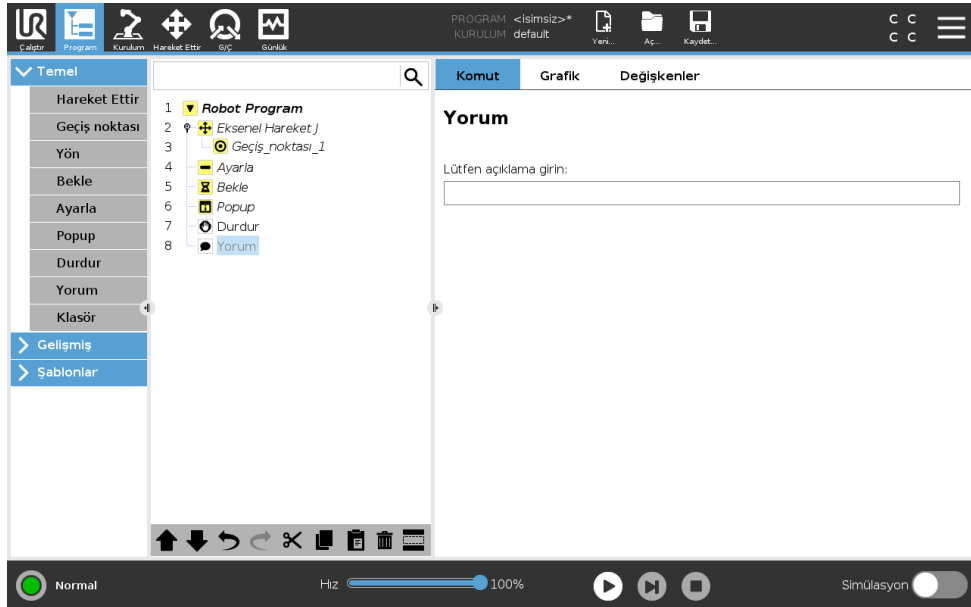 PROGRAM <isimsiz>*
KURULUM default
Çalıştır Program Kurulum Hareket Ettir G/Ç Günlük
Yeni... Aç... Kaydet...
C C
C C
Temel
Hareket Ettir
Geçiş noktası
Yön
Bekle
Ayarla
Popup
Durdur
Yorum
Klasör
Gelişmiş
Şablonlar
1 Robot Program
2 Eksenel Hareket J
3 Geçiş_noktası_1
4 Ayarla
5 Bekle
6 Popup
7 Durdur
8 Yorum
Komut Grafik Değişkenler
Yorum
Lütfen açıklama girin:
Normal
Hız 100%
Simülasyon